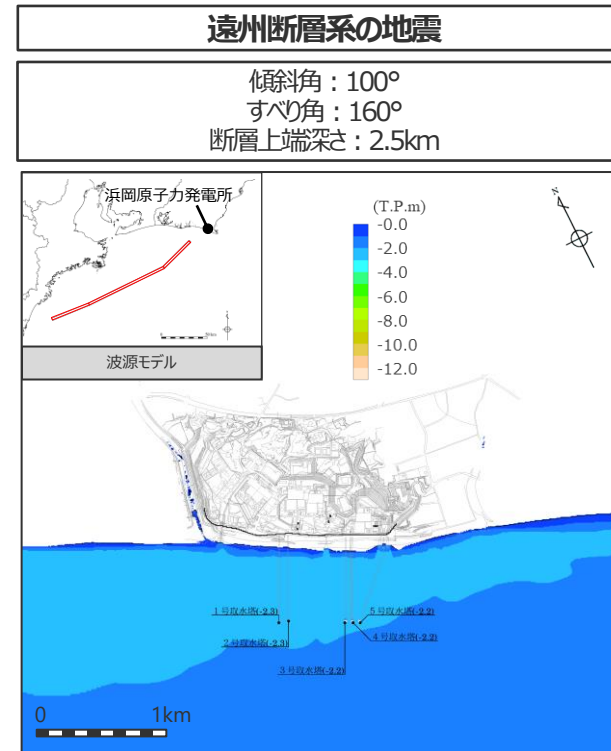 遠州断層系の地震
傾斜角：100°
すべり角：160°
断層上端深さ：2.5km
浜岡原子力発電所
波源モデル
(T.P.m)
-0.0
-2.0
-4.0
-6.0
-8.0
-10.0
-12.0
N
1号取水塔(-2.3)
2号取水塔(-2.3)
3号取水塔(-2.2)
4号取水塔(-2.2)
5号取水塔(-2.2)
0 1km